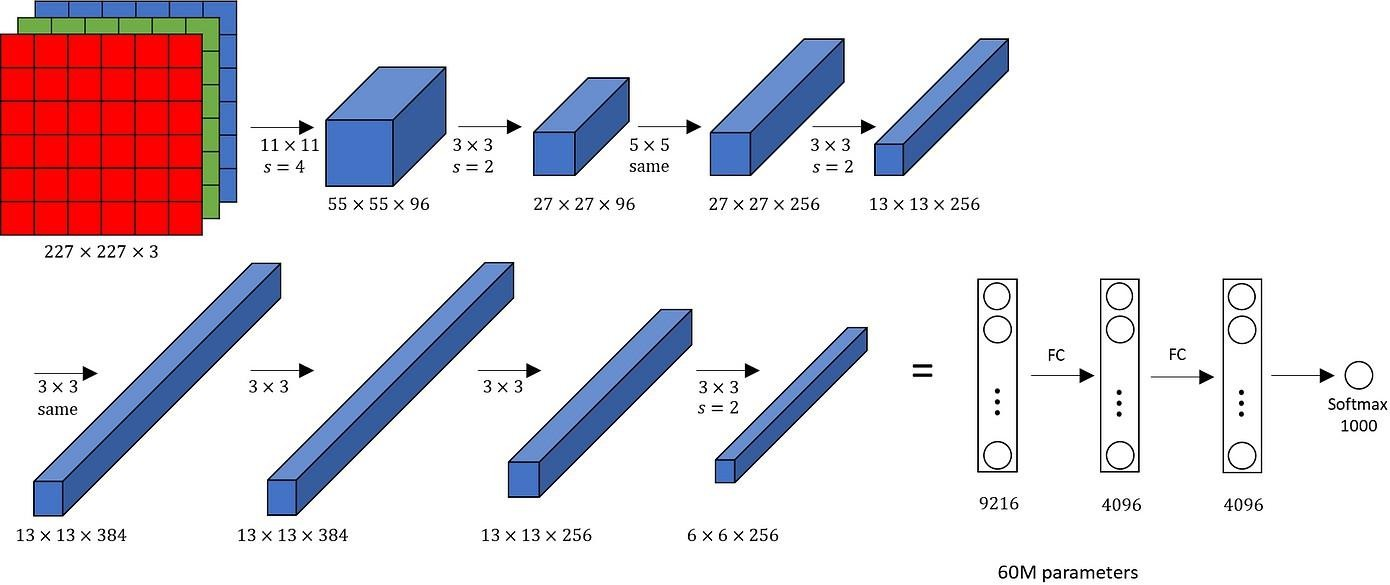 11 × 11
s = 4
3 × 3
s = 2
5 × 5
same
3 × 3
s = 2
227 × 227 × 3
55 × 55 × 96
27 × 27 × 96
27 × 27 × 256
13 × 13 × 256
3 × 3
same
3 × 3
3 × 3
3 × 3
s = 2
=
FC
FC
Softmax
1000
13 × 13 × 384
13 × 13 × 384
13 × 13 × 256
6 × 6 × 256
9216
4096
4096
60M parameters